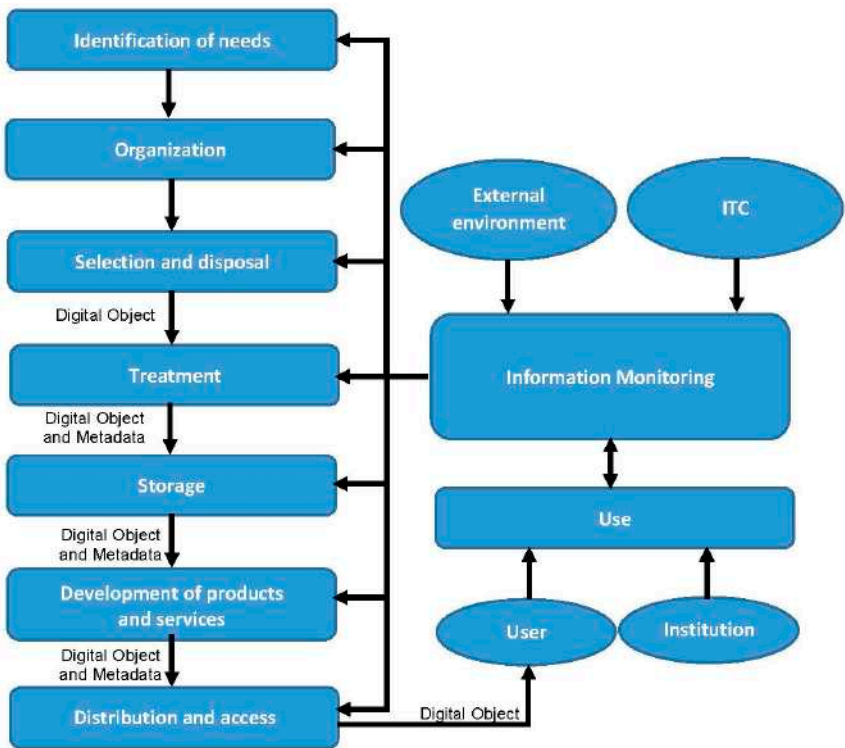 Identification of needs
Organization
Selection and disposal
Digital Object
Treatment
Digital Object
and Metadata
Storage
Digital Object
and Metadata
Development of products
and services
Digital Object
and Metadata
Distribution and access
Digital Object
External
environment
ITC
Information Monitoring
Use
User
Institution